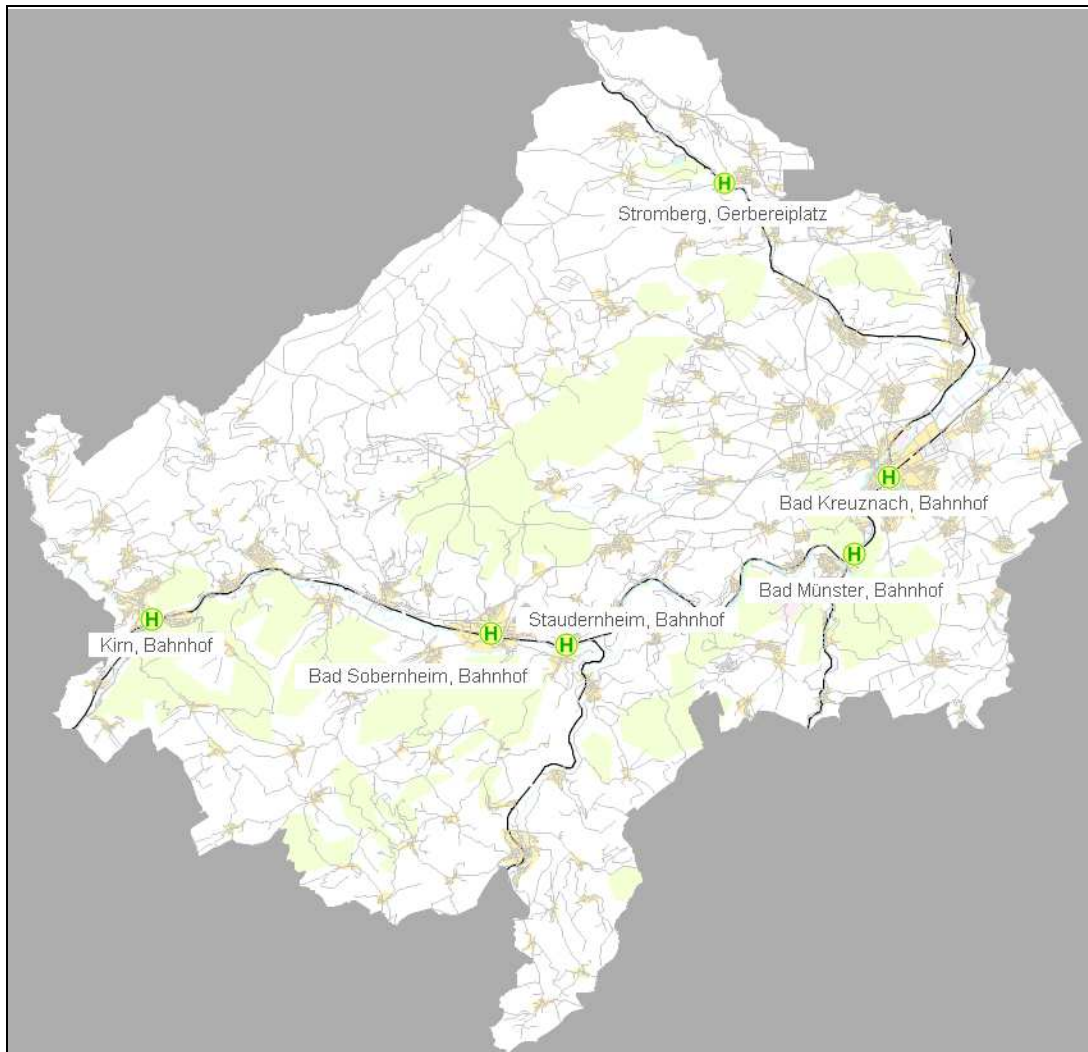 H
Stromberg, Gerbereiplatz
H
Bad Kreuznach, Bahnhof
H
Bad Münster, Bahnhof
H
Kirn, Bahnhof
H
Bad Sobernheim, Bahnhof
Staudernheim, Bahnhof
H